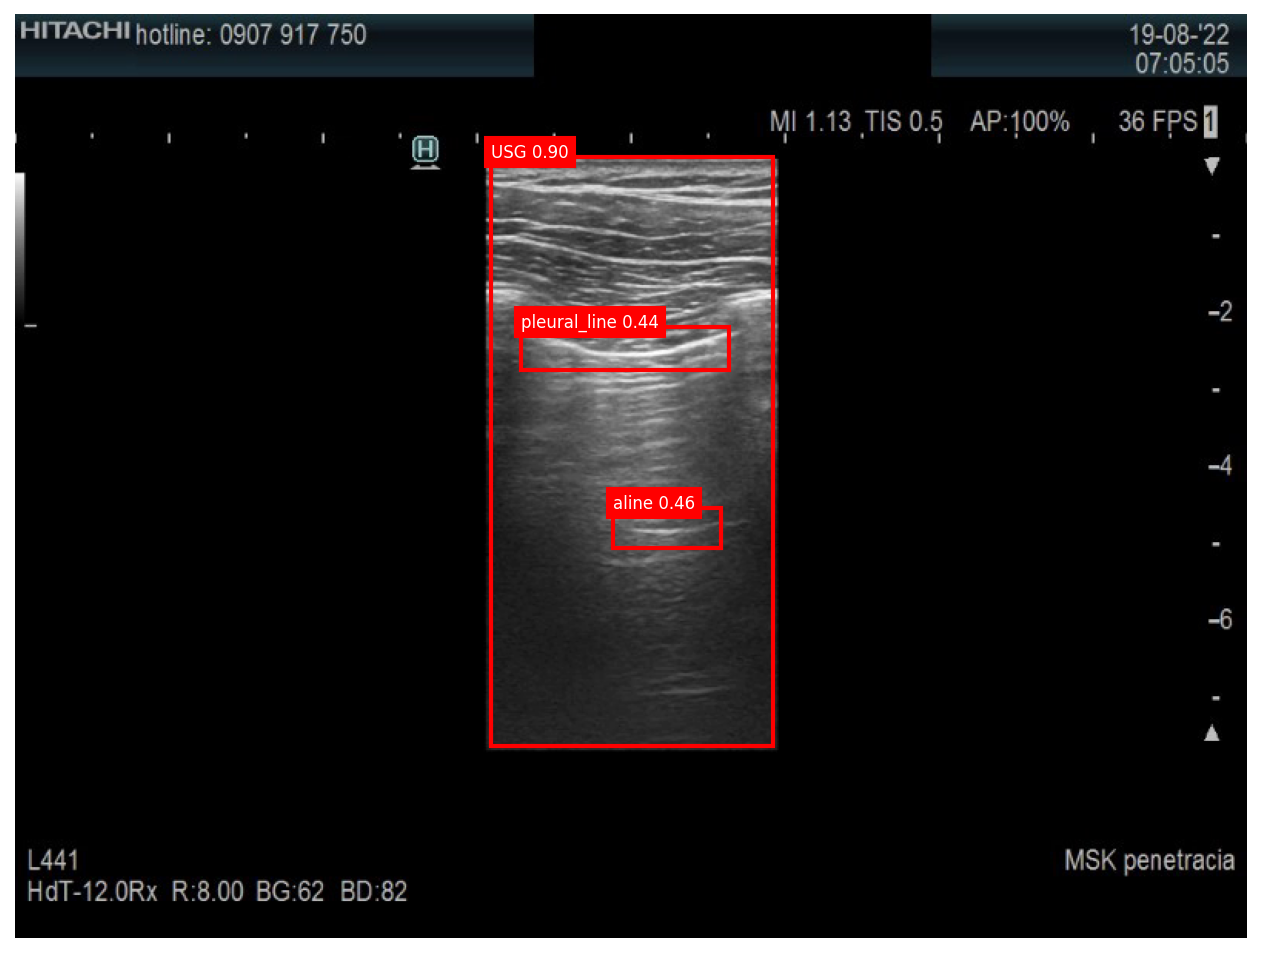 HITACHI hotline: 0907 917 750
19-08-'22
07:05:05
MI 1.13 TIS 0.5 AP:100% 36 FPS 1
H
USG 0.90
-2
pleural_line 0.44
-4
aline 0.46
-6
L441
MSK penetracia
HdT-12.0Rx R:8.00 BG:62 BD:82